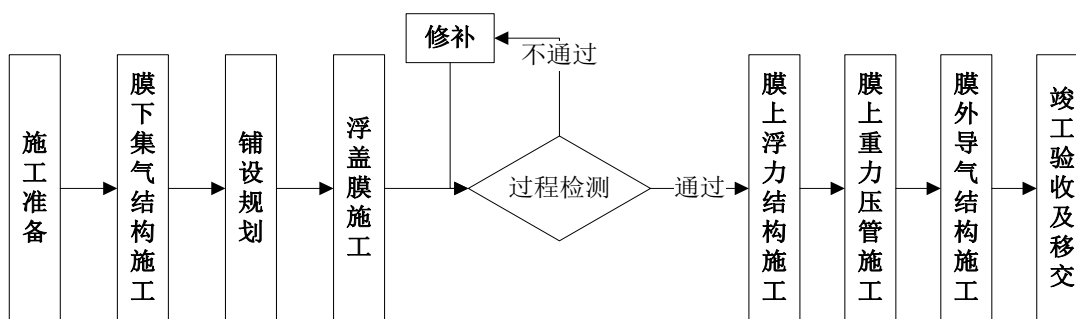 修补
不通过
施工准备
膜下集气结构施工
铺设规划
浮盖膜施工
过程检测
通过
膜上浮力结构施工
膜上重力压管施工
膜外导气结构施工
竣工验收及移交